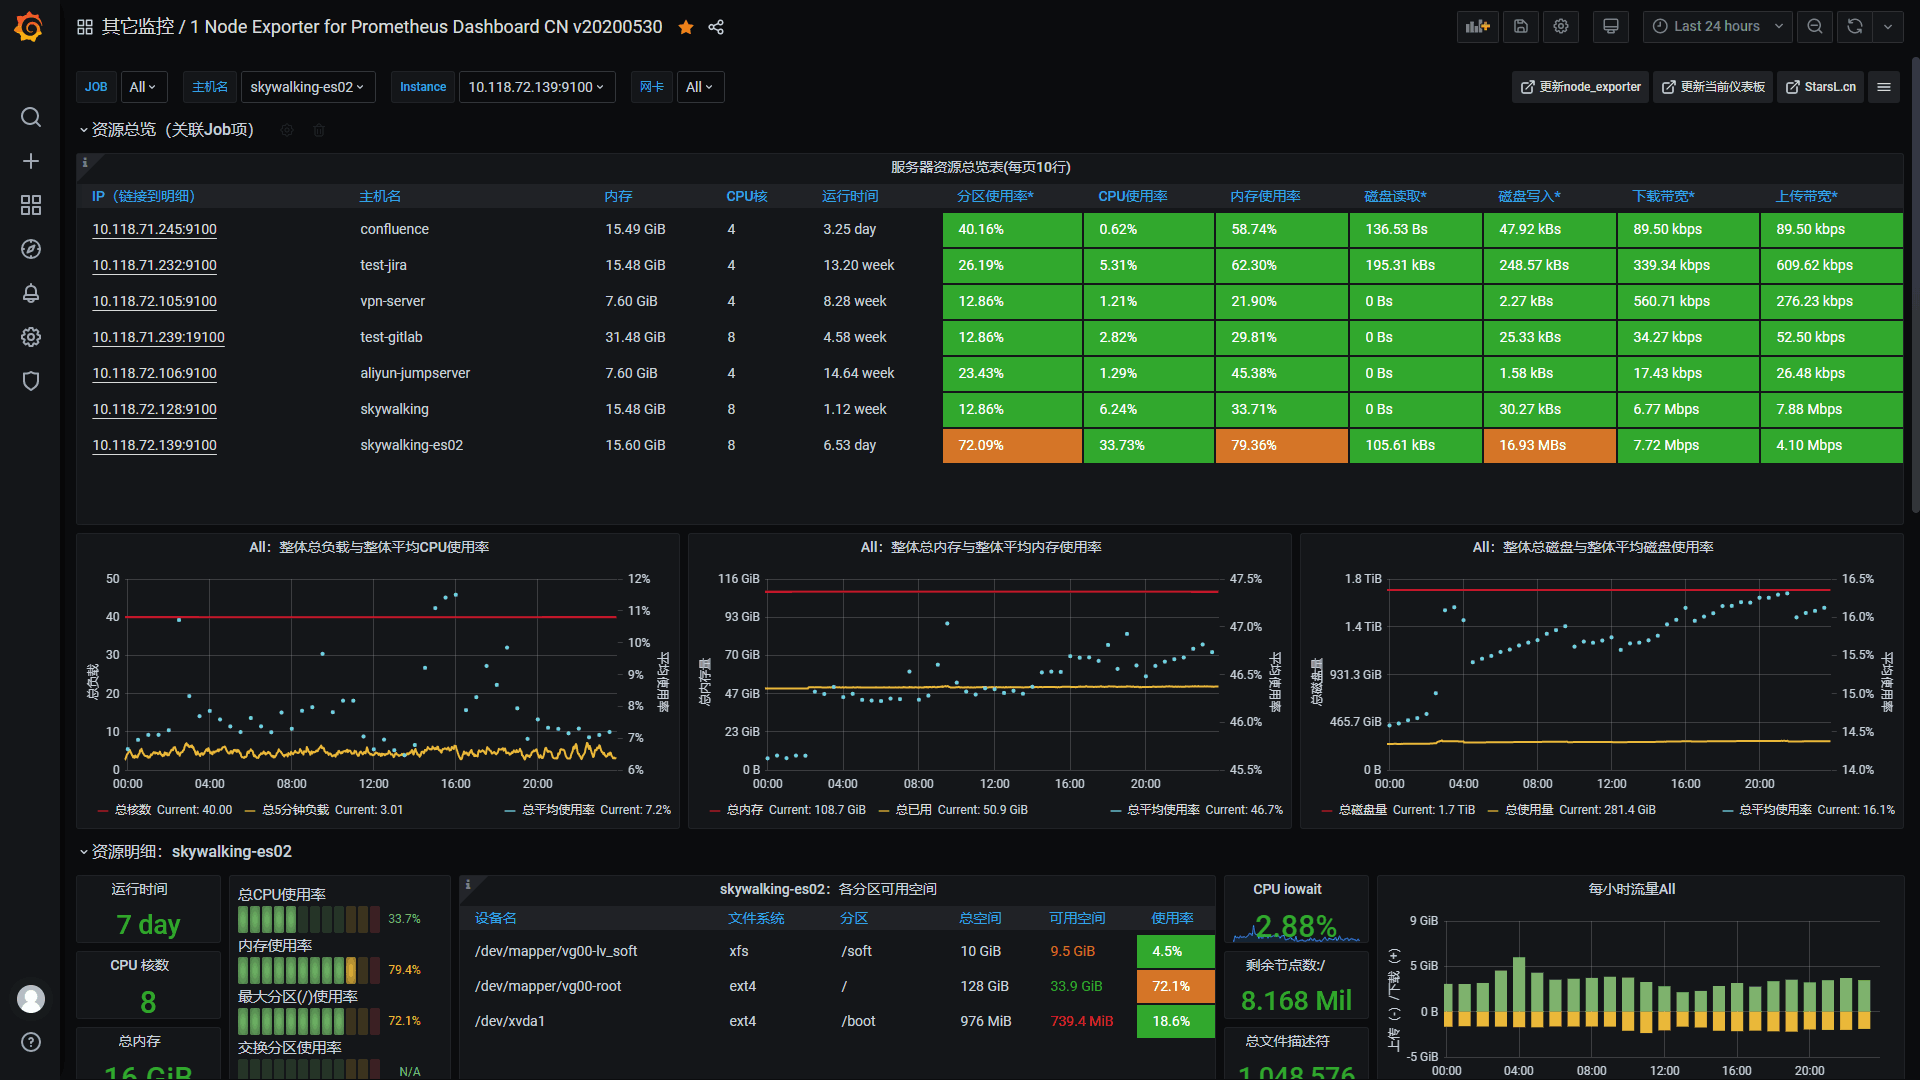 其它监控 / 1 Node Exporter for Prometheus Dashboard CN v20200530
Last 24 hours
JOB All 主机名 skywalking-es02 Instance 10.118.72.139:9100 网卡 All 更新node_exporter 更新当前仪表板 StarsL.cn
资源总览（关联Job项）
服务器资源总览表(每页10行)
IP（链接到明细） 主机名 内存 CPU核 运行时间 分区使用率* CPU使用率 内存使用率 磁盘读取* 磁盘写入* 下载带宽* 上传带宽*
10.118.71.245:9100 confluence 15.49 GiB 4 3.25 day 40.16% 0.62% 58.74% 136.53 Bs 47.92 kBs 89.50 kbps 89.50 kbps
10.118.71.232:9100 test-jira 15.48 GiB 4 13.20 week 26.19% 5.31% 62.30% 195.31 kBs 248.57 kBs 339.34 kbps 609.62 kbps
10.118.72.105:9100 vpn-server 7.60 GiB 4 8.28 week 12.86% 1.21% 21.90% 0 Bs 2.27 kBs 560.71 kbps 276.23 kbps
10.118.71.239:19100 test-gitlab 31.48 GiB 8 4.58 week 12.86% 2.82% 29.81% 0 Bs 25.33 kBs 34.27 kbps 52.50 kbps
10.118.72.106:9100 aliyun-jumpserver 7.60 GiB 4 14.64 week 23.43% 1.29% 45.38% 0 Bs 1.58 kBs 17.43 kbps 26.48 kbps
10.118.72.128:9100 skywalking 15.48 GiB 8 1.12 week 12.86% 6.24% 33.71% 0 Bs 30.27 kBs 6.77 Mbps 7.88 Mbps
10.118.72.139:9100 skywalking-es02 15.60 GiB 8 6.53 day 72.09% 33.73% 79.36% 105.61 kBs 16.93 MBs 7.72 Mbps 4.10 Mbps
All：整体总负载与整体平均CPU使用率
50 40 30 20 10 0
总负载
12% 11% 10% 9% 8% 7% 6%
整体平均使用率
00:00 04:00 08:00 12:00 16:00 20:00
总核数 Current: 40.00 总5分钟负载 Current: 3.01 总平均使用率 Current: 7.2%
All：整体总内存与整体平均内存使用率
116 GiB 93 GiB 70 GiB 47 GiB 23 GiB 0 B
总内存量
47.5% 47.0% 46.5% 46.0% 45.5%
整体平均使用率
00:00 04:00 08:00 12:00 16:00 20:00
总内存 Current: 108.7 GiB 总已用 Current: 50.9 GiB 总平均使用率 Current: 46.7%
All：整体总磁盘与整体平均磁盘使用率
1.8 TiB 1.4 TiB 931.3 GiB 465.7 GiB 0 B
总磁盘量
16.5% 16.0% 15.5% 15.0% 14.5% 14.0%
整体平均使用率
00:00 04:00 08:00 12:00 16:00 20:00
总磁盘量 Current: 1.7 TiB 总使用量 Current: 281.4 GiB 总平均使用率 Current: 16.1%
资源明细：skywalking-es02
运行时间
7 day
CPU 核数
8
总内存
16 GiB
总CPU使用率
33.7%
内存使用率
79.4%
最大分区(/)使用率
72.1%
交换分区使用率
N/A
skywalking-es02：各分区可用空间
设备名 文件系统 分区 总空间 可用空间 使用率
/dev/mapper/vg00-lv_soft xfs /soft 10 GiB 9.5 GiB 4.5%
/dev/mapper/vg00-root ext4 / 128 GiB 33.9 GiB 72.1%
/dev/xvda1 ext4 /boot 976 MiB 739.4 MiB 18.6%
CPU iowait
2.88%
剩余节点数:/
8.168 Mil
总文件描述符
1,048,576
每小时流量All
9 GiB 5 GiB 0 B -5 GiB
上传（-）/下载（+）
00:00 04:00 08:00 12:00 16:00 20:00